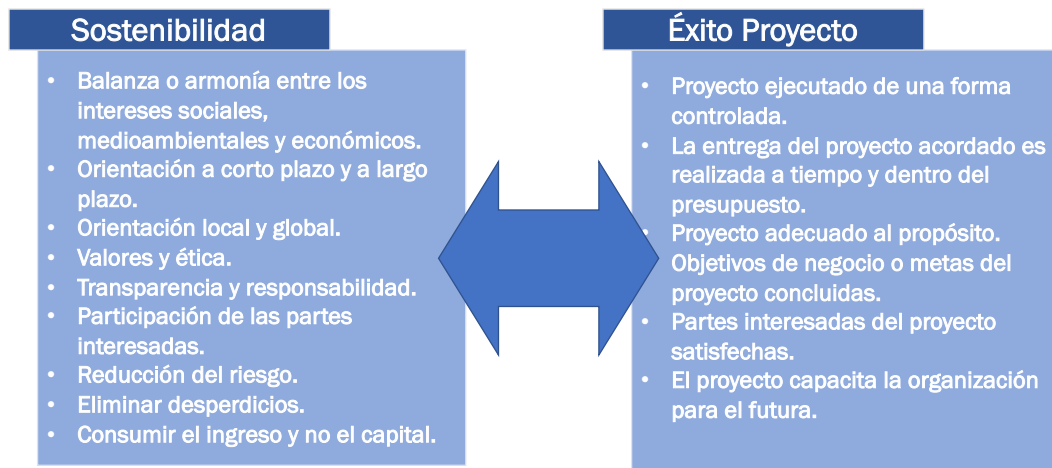 Sostenibilidad
• Balanza o armonía entre los
intereses sociales,
medioambientales y económicos.
• Orientación a corto plazo y a largo
plazo.
• Orientación local y global.
• Valores y ética.
• Transparencia y responsabilidad.
• Participación de las partes
interesadas.
• Reducción del riesgo.
• Eliminar desperdicios.
• Consumir el ingreso y no el capital.
Éxito Proyecto
• Proyecto ejecutado de una forma
controlada.
• La entrega del proyecto acordado es
realizada a tiempo y dentro del
presupuesto.
• Proyecto adecuado al propósito.
Objetivos de negocio o metas del
proyecto concluidas.
• Partes interesadas del proyecto
satisfechas.
• El proyecto capacita la organización
para el futura.